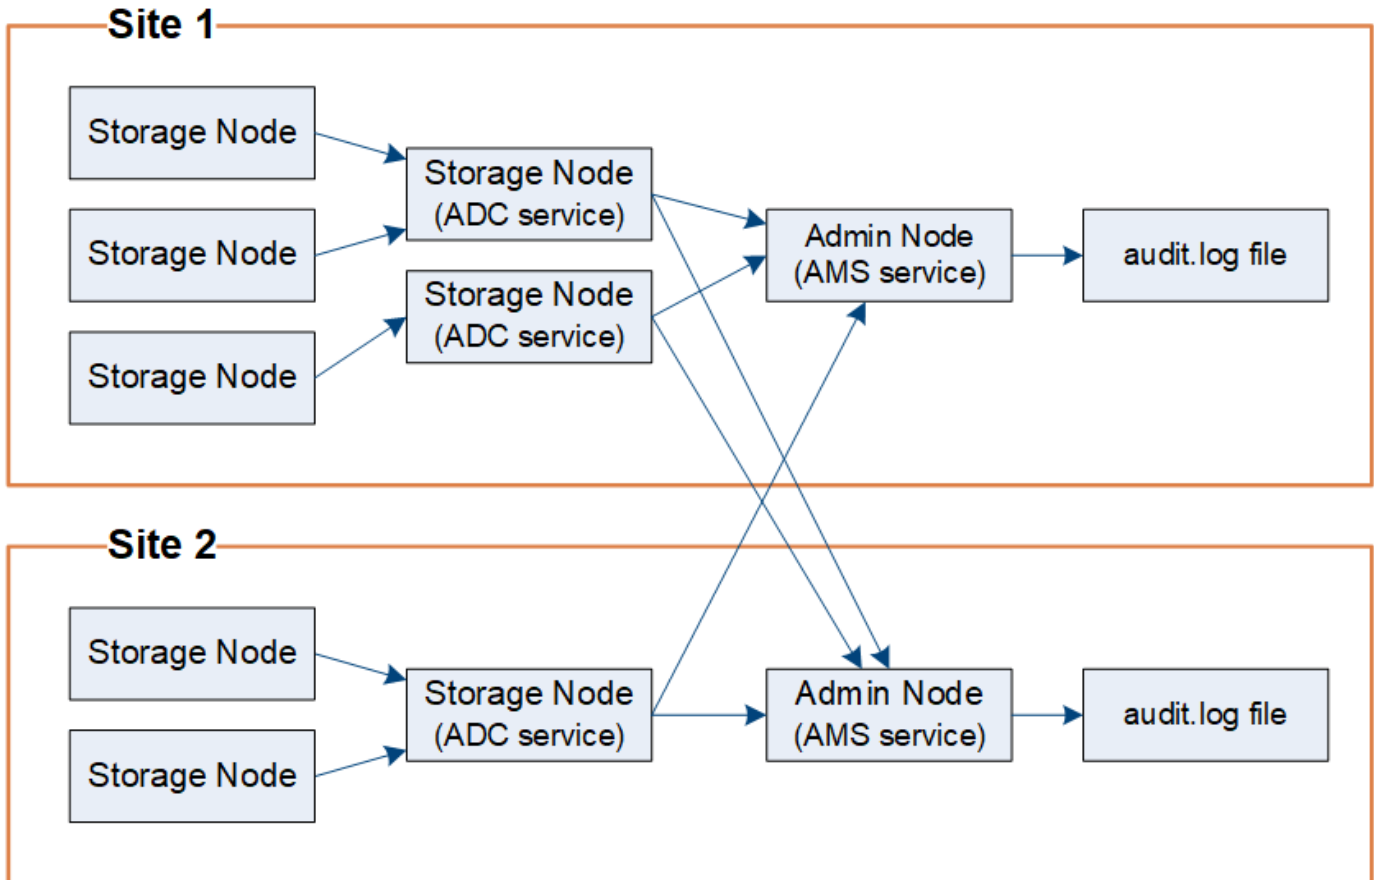 Site 1
Storage Node
Storage Node
Storage Node
Storage Node
(ADC service)
Storage Node
(ADC service)
Admin Node
(AMS service)
audit.log file
Site 2
Storage Node
Storage Node
Storage Node
(ADC service)
Admin Node
(AMS service)
audit.log file